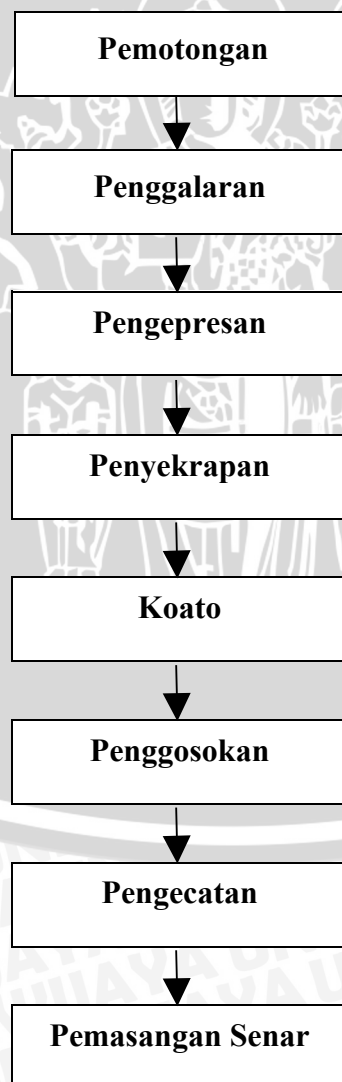 Pemotongan
Penggalaran
Pengepresan
Penyekrapan
Koato
Penggosokan
Pengecatan
Pemasangan Senar